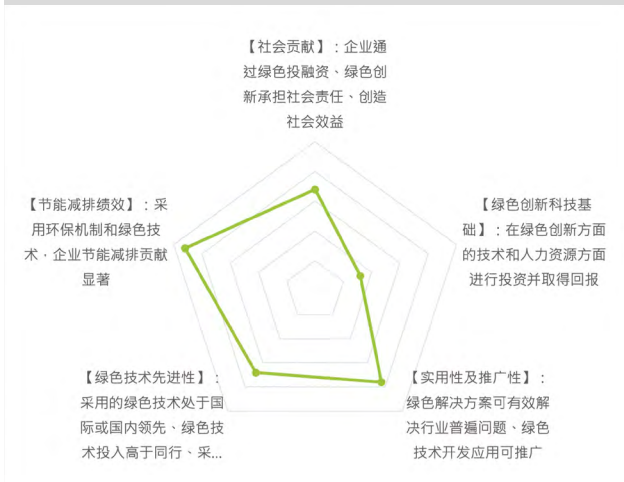 【社会贡献】：企业通
过绿色投融资、绿色创
新承担社会责任、创造
社会效益
【节能减排绩效】：采
用环保机制和绿色技
术，企业节能减排贡献
显著
【绿色创新科技基
础】：在绿色创新方面
的技术和人力资源方面
进行投资并取得回报
【绿色技术先进性】：
采用的绿色技术处于国
际或国内领先、绿色技
术投入高于同行、采...
【实用性及推广性】：
绿色解决方案可有效解
决行业普遍问题、绿色
技术开发应用可推广